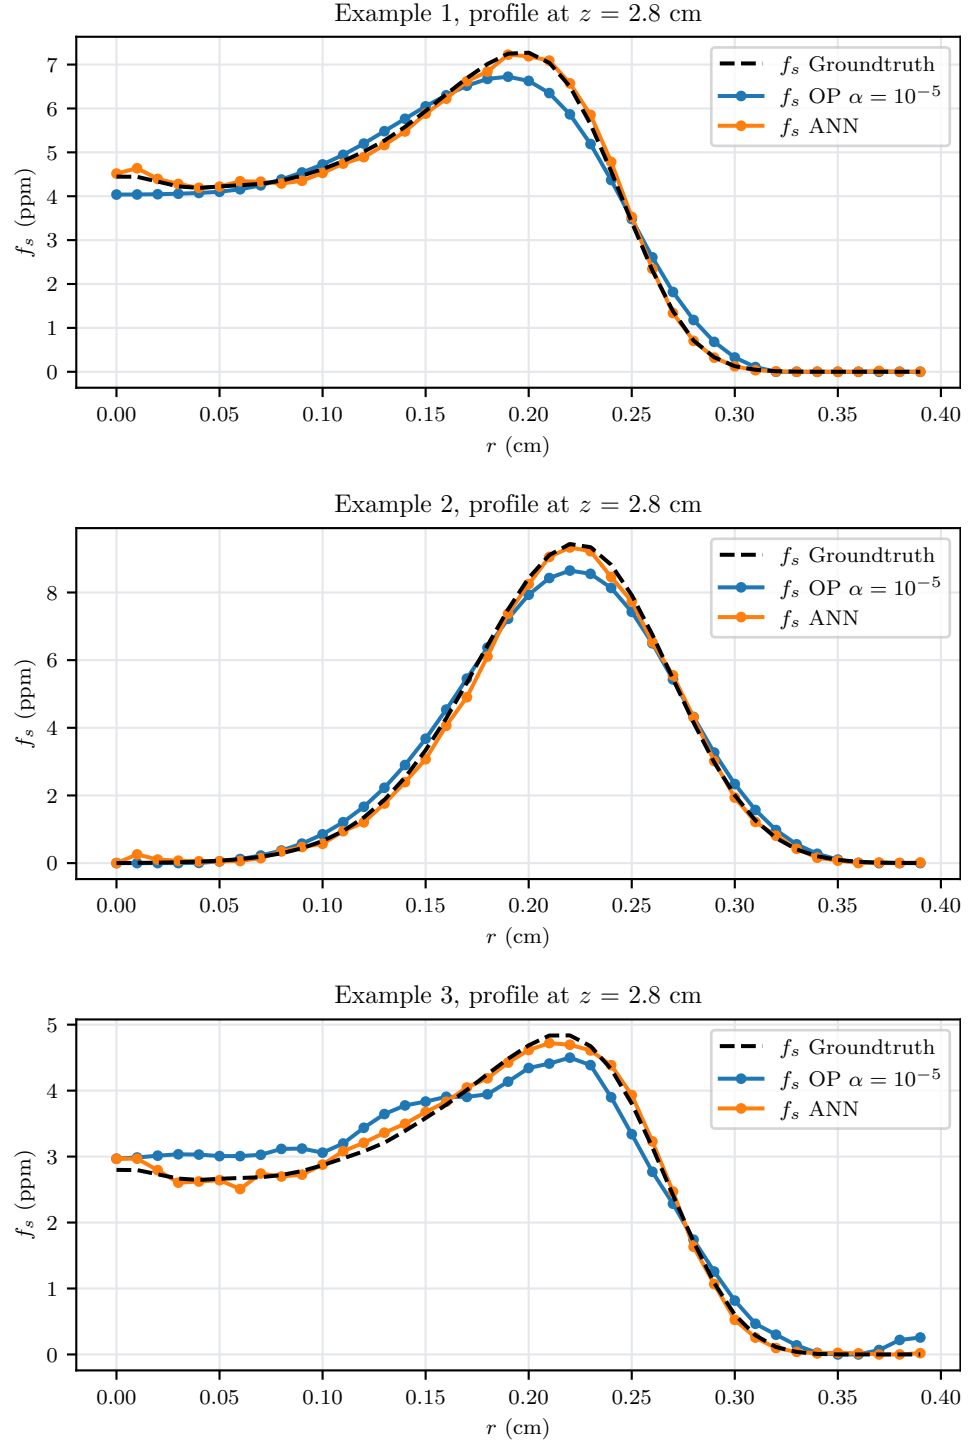 Example 1, profile at z = 2.8 cm
7
6
5
4
3
2
1
0
f_s (ppm)
f_s Groundtruth
f_s OP α = 10⁻⁵
f_s ANN
0.00 0.05 0.10 0.15 0.20 0.25 0.30 0.35 0.40
r (cm)
Example 2, profile at z = 2.8 cm
8
6
4
2
0
f_s (ppm)
f_s Groundtruth
f_s OP α = 10⁻⁵
f_s ANN
0.00 0.05 0.10 0.15 0.20 0.25 0.30 0.35 0.40
r (cm)
Example 3, profile at z = 2.8 cm
5
4
3
2
1
0
f_s (ppm)
f_s Groundtruth
f_s OP α = 10⁻⁵
f_s ANN
0.00 0.05 0.10 0.15 0.20 0.25 0.30 0.35 0.40
r (cm)